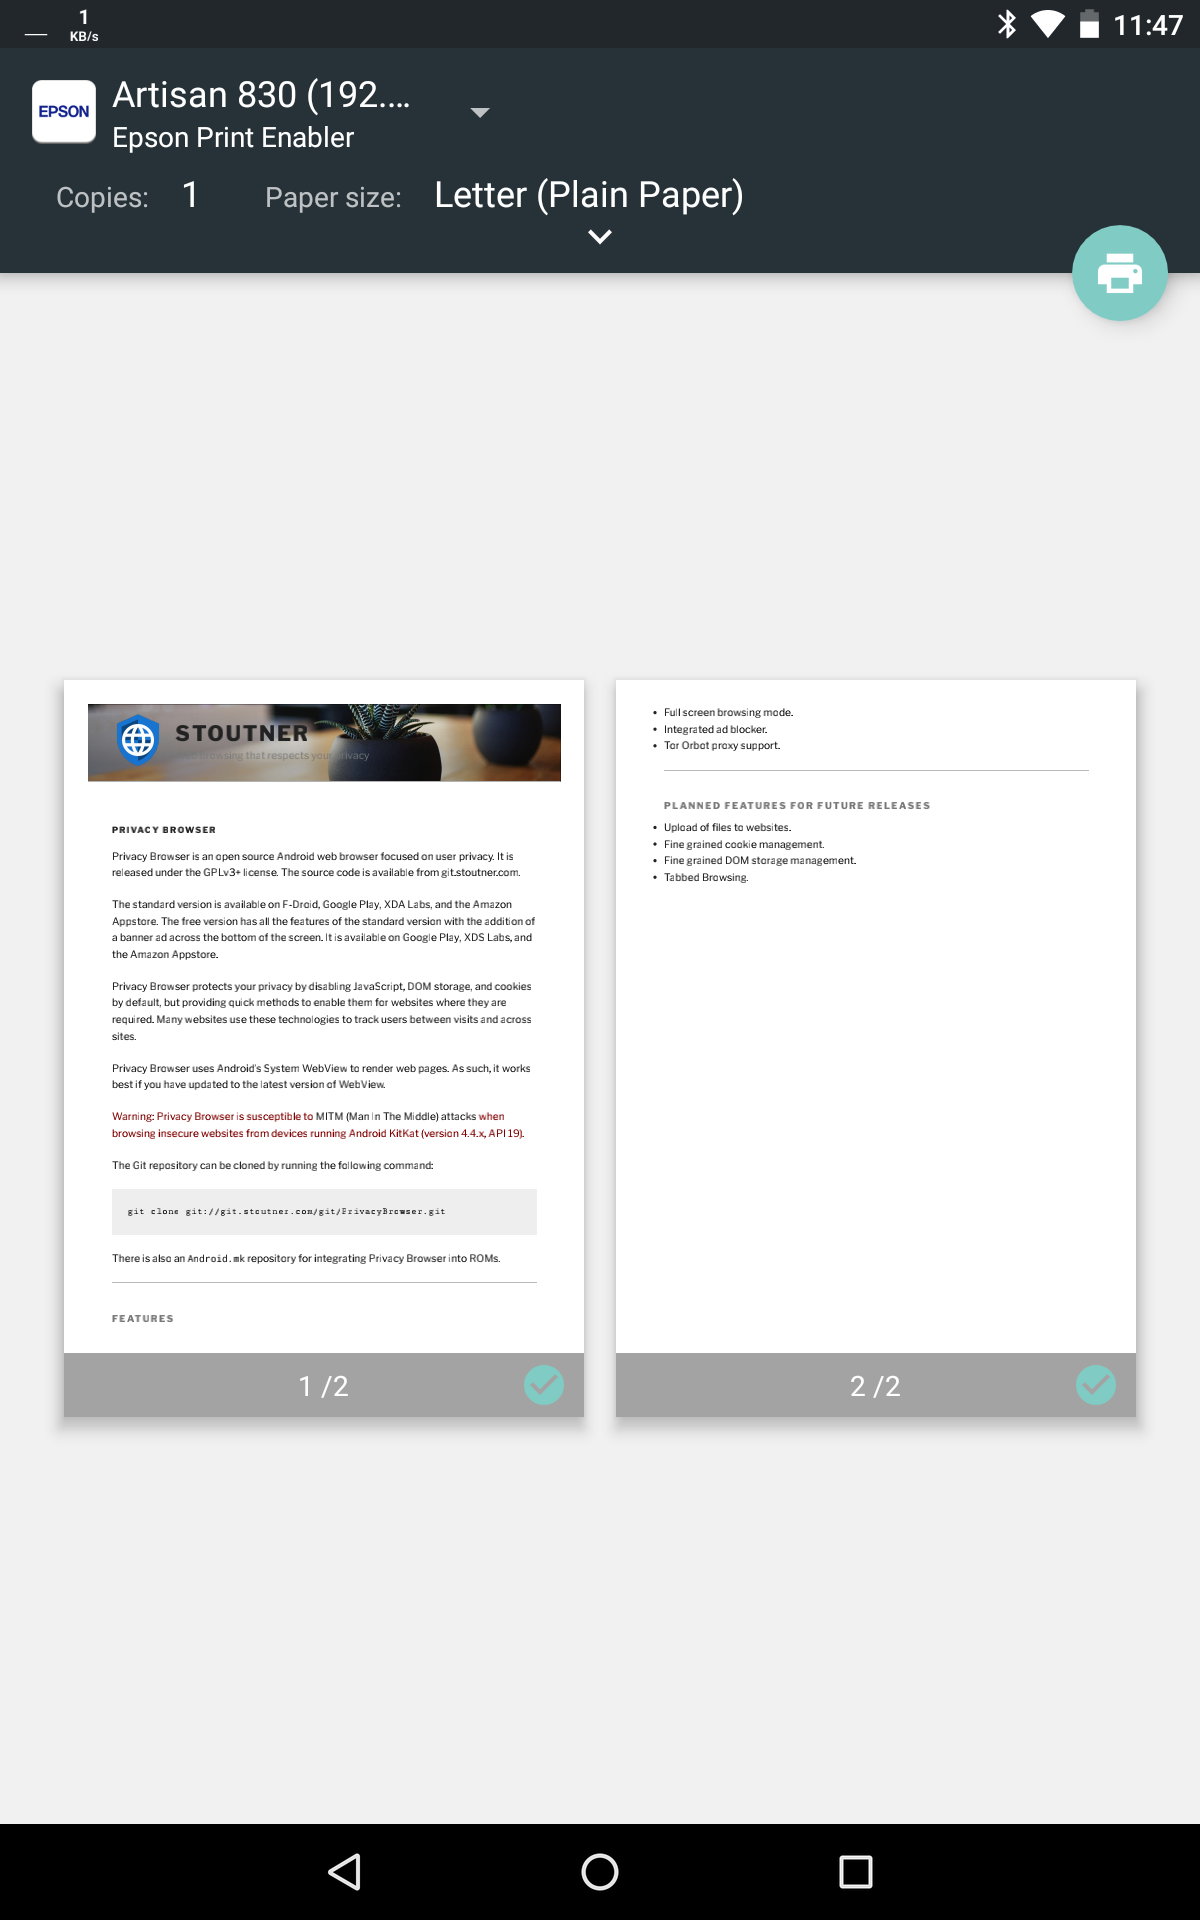 1
KB/s
11:47
EPSON
Artisan 830 (192....
Epson Print Enabler
Copies: 1 Paper size: Letter (Plain Paper)
STOUTNER
browsing that respects your privacy
PRIVACY BROWSER
Privacy Browser is an open source Android web browser focused on user privacy. It is
released under the GPLv3+ license. The source code is available from git.stoutner.com.
The standard version is available on F-Droid, Google Play, XDA Labs, and the Amazon
Appstore. The free version has all the features of the standard version with the addition of
a banner ad across the bottom of the screen. It is available on Google Play, XDS Labs, and
the Amazon Appstore.
Privacy Browser protects your privacy by disabling JavaScript, DOM storage, and cookies
by default, but providing quick methods to enable them for websites where they are
required. Many websites use these technologies to track users between visits and across
sites.
Privacy Browser uses Android's System WebView to render web pages. As such, it works
best if you have updated to the latest version of WebView.
Warning: Privacy Browser is susceptible to MITM (Man In The Middle) attacks when
browsing insecure websites from devices running Android KitKat (version 4.4.x, API 19).
The Git repository can be cloned by running the following command:
git clone git://git.stoutner.com/git/PrivacyBrowser.git
There is also an Android.mk repository for integrating Privacy Browser into ROMs.
FEATURES
1 /2
• Full screen browsing mode.
• Integrated ad blocker.
• Tor Orbot proxy support.
PLANNED FEATURES FOR FUTURE RELEASES
• Upload of files to websites.
• Fine grained cookie management.
• Fine grained DOM storage management.
• Tabbed Browsing.
2 /2